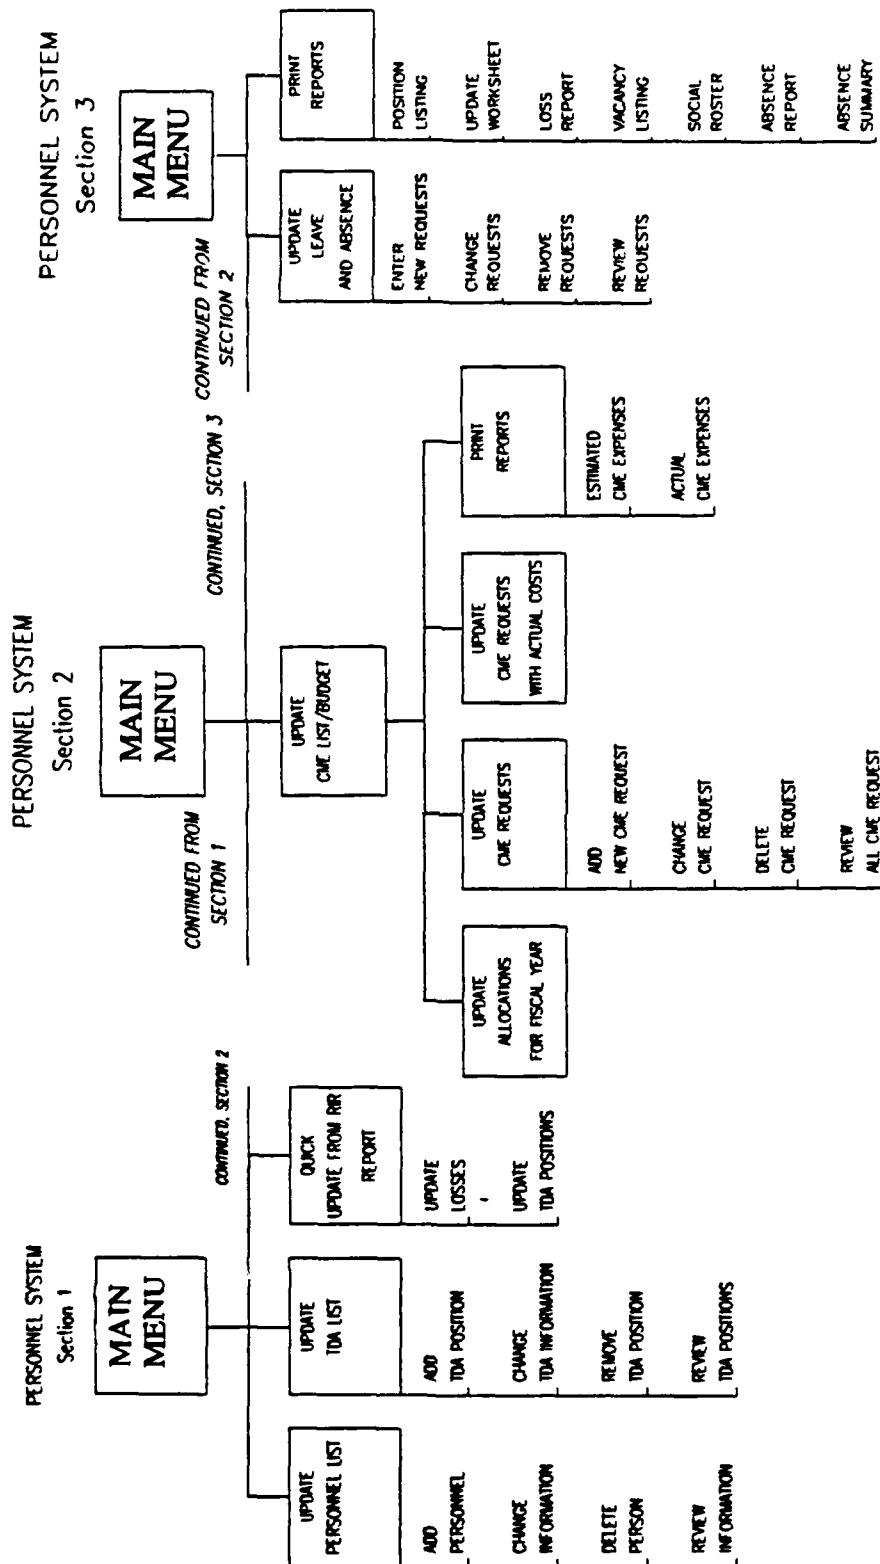 PERSONNEL SYSTEM
Section 1
MAIN
MENU
CONTINUED, SECTION 2
UPDATE
PERSONNEL LIST
ADD
PERSONNEL
CHANGE
INFORMATION
DELETE
PERSON
REVIEW
INFORMATION
UPDATE
TDA LIST
ADD
TDA POSITION
CHANGE
TDA INFORMATION
REMOVE
TDA POSITION
REVIEW
TDA POSITIONS
QUICK
UPDATE FROM RIR
REPORT
UPDATE
LOSSES
UPDATE
TDA POSITIONS
PERSONNEL SYSTEM
Section 2
MAIN
MENU
CONTINUED FROM
SECTION 1
CONTINUED, SECTION 3
UPDATE
CME LIST/BUDGET
UPDATE
ALLOCATIONS
FOR FISCAL YEAR
UPDATE
CME REQUESTS
ADD
NEW CME REQUEST
CHANGE
CME REQUEST
DELETE
CME REQUEST
REVIEW
ALL CME REQUEST
UPDATE
CME REQUESTS
WITH ACTUAL COSTS
PRINT
REPORTS
ESTIMATED
CME EXPENSES
ACTUAL
CME EXPENSES
PERSONNEL SYSTEM
Section 3
MAIN
MENU
CONTINUED FROM
SECTION 2
UPDATE
LEAVE
AND ABSENCE
ENTER
NEW REQUESTS
CHANGE
REQUESTS
REMOVE
REQUESTS
REVIEW
REQUESTS
PRINT
REPORTS
POSITION
LISTING
UPDATE
WORKSHEET
LOSS
REPORT
VACANCY
LISTING
SOCIAL
ROSTER
ABSENCE
REPORT
ABSENCE
SUMMARY